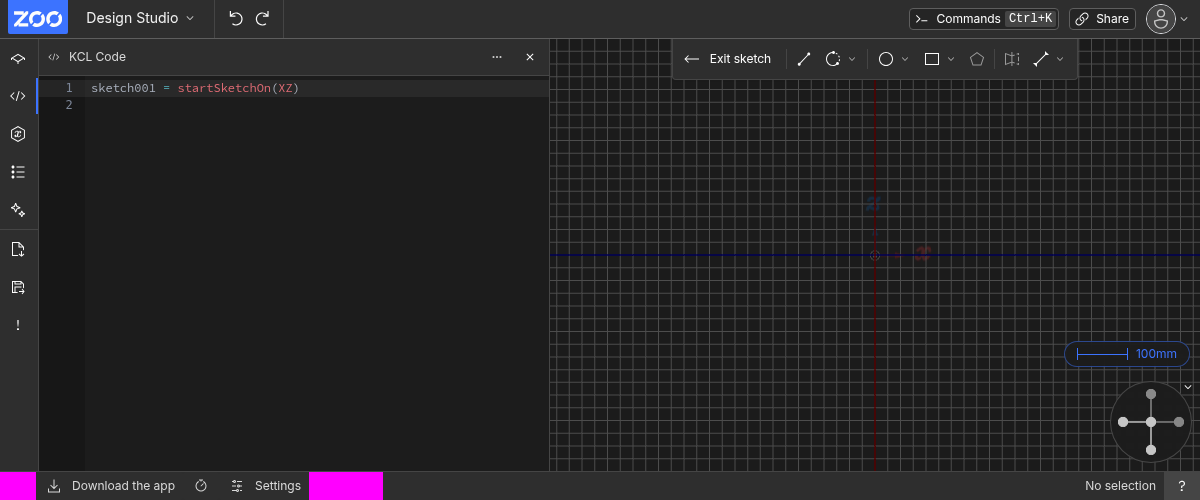 ZOO
Design Studio
Commands Ctrl+K
Share
KCL Code
Exit sketch
1 sketch001 = startSketchOn(XZ)
2
100mm
Download the app
Settings
No selection
?